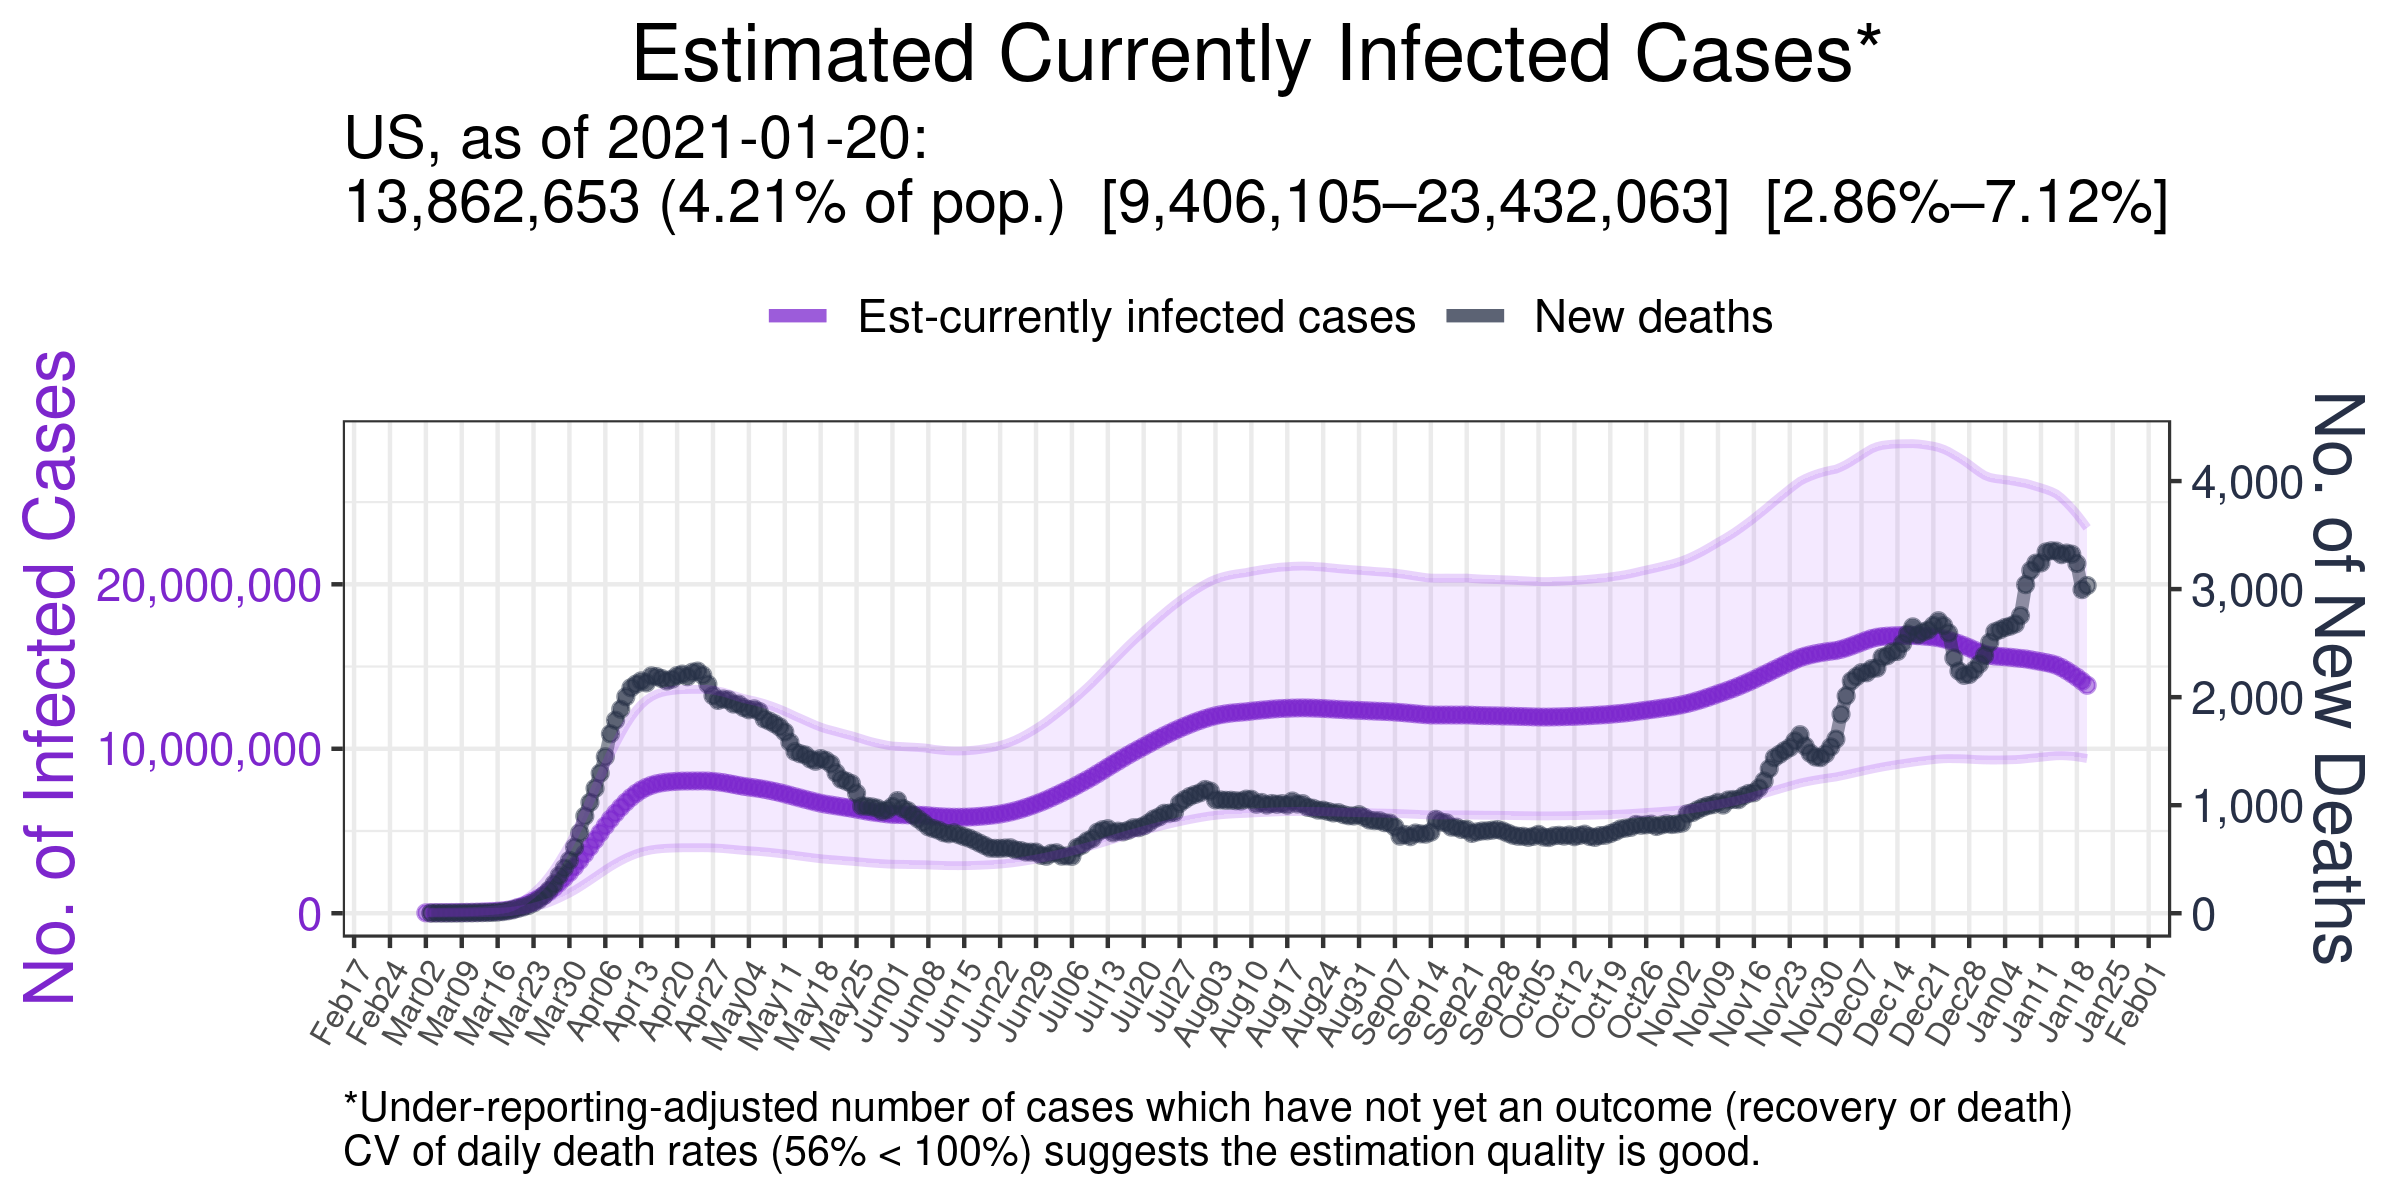 Estimated Currently Infected Cases*
US, as of 2021-01-20:
13,862,653 (4.21% of pop.) [9,406,105–23,432,063] [2.86%–7.12%]
Est-currently infected cases
New deaths
No. of Infected Cases
20,000,000
10,000,000
0
4,000
3,000
2,000
1,000
0
No. of New Deaths
Feb17
Feb24
Mar02
Mar09
Mar16
Mar23
Mar30
Apr06
Apr13
Apr20
Apr27
May04
May11
May18
May25
Jun01
Jun08
Jun15
Jun22
Jun29
Jul06
Jul13
Jul20
Jul27
Aug03
Aug10
Aug17
Aug24
Aug31
Sep07
Sep14
Sep21
Sep28
Oct05
Oct12
Oct19
Oct26
Nov02
Nov09
Nov16
Nov23
Nov30
Dec07
Dec14
Dec21
Dec28
Jan04
Jan11
Jan18
Jan25
Feb01
*Under-reporting-adjusted number of cases which have not yet an outcome (recovery or death)
CV of daily death rates (56% < 100%) suggests the estimation quality is good.